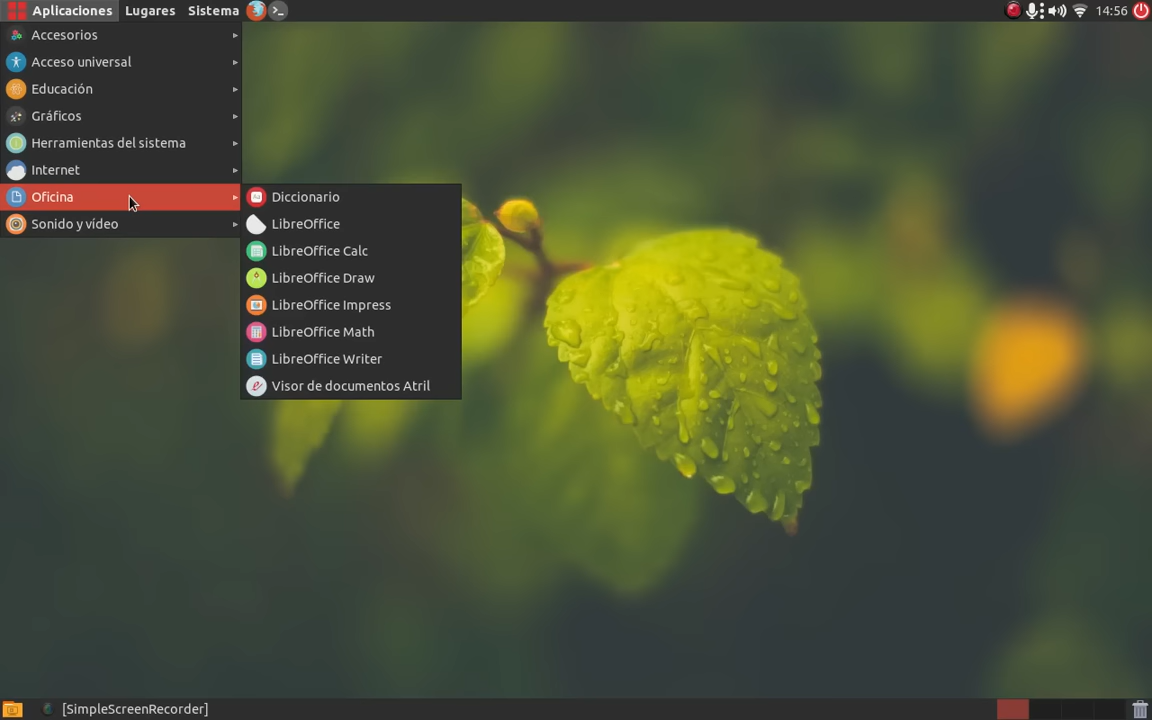 Aplicaciones Lugares Sistema 14:56
Accesorios
Acceso universal
Educación
Gráficos
Herramientas del sistema
Internet
Oficina
Sonido y vídeo
Diccionario
LibreOffice
LibreOffice Calc
LibreOffice Draw
LibreOffice Impress
LibreOffice Math
LibreOffice Writer
Visor de documentos Atril
[SimpleScreenRecorder]